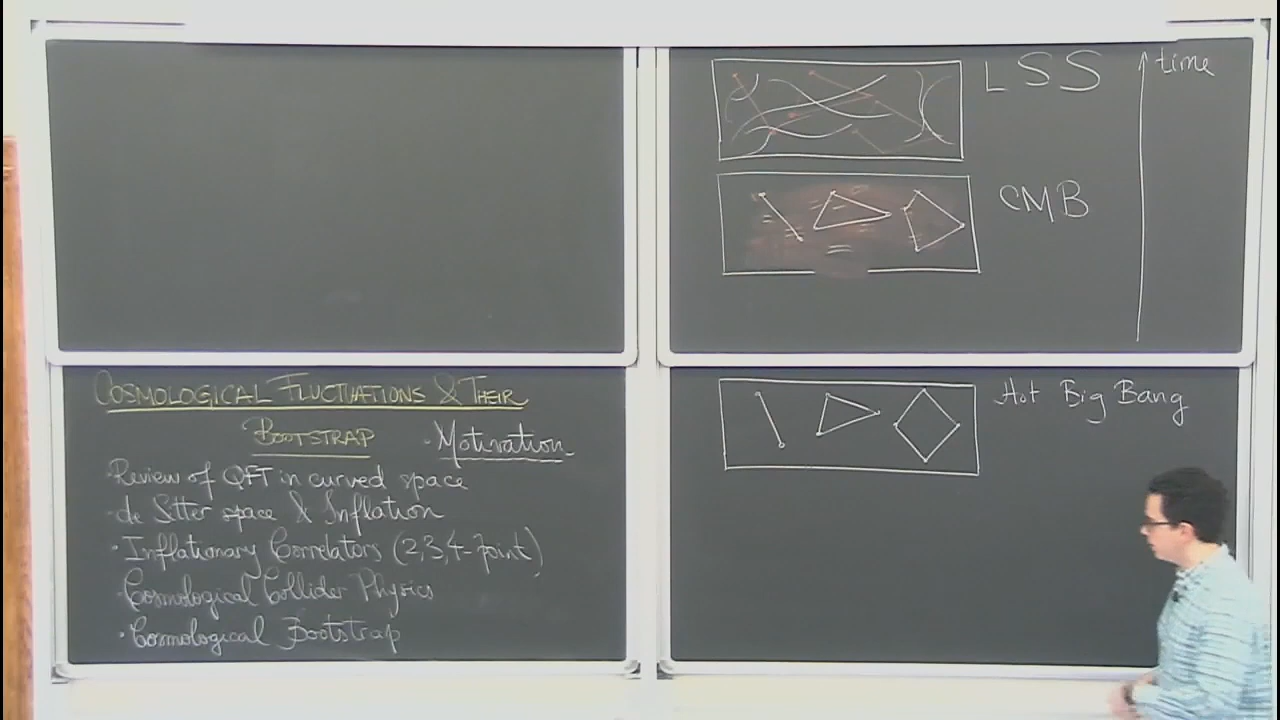 COSMOLOGICAL FLUCTUATIONS & THEIR
BOOTSTRAP
· Motivation
· Review of QFT in curved space
· de Sitter space & Inflation
· Inflationary Correlators (2,3,4-point)
· Cosmological Collider Physics
· Cosmological Bootstrap
LSS
time
CMB
Hot Big Bang